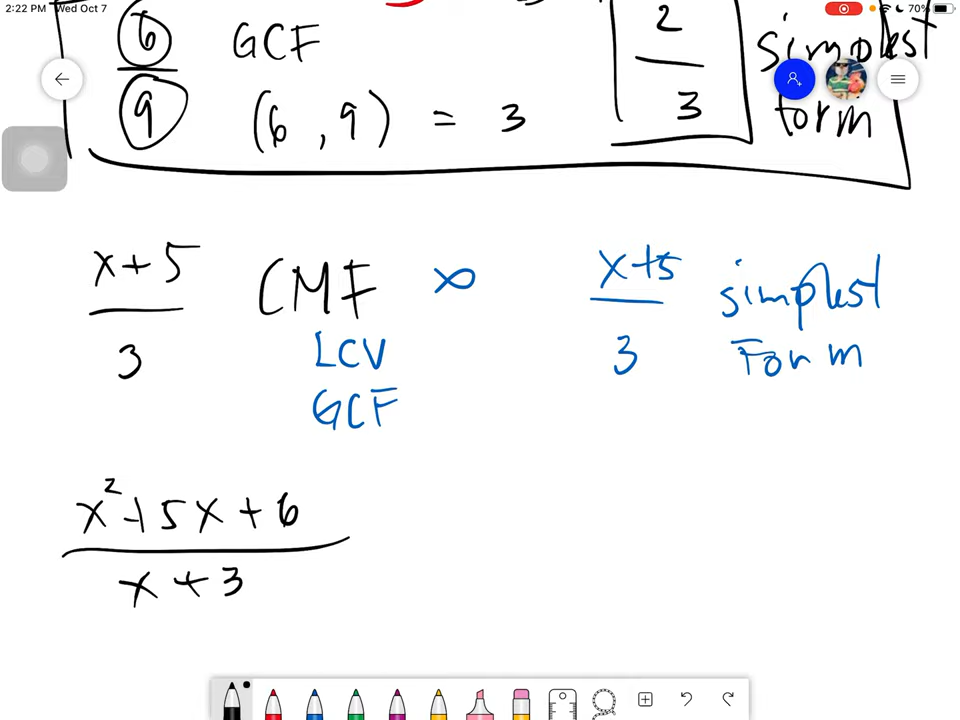 2:22 PM Wed Oct 7
70%
6 GCF 2 simplest
9 (6, 9) = 3 3 form
x + 5 CMF x+5 simplest
3 LCV 3 Form
GCF
x² + 5x + 6
x + 3